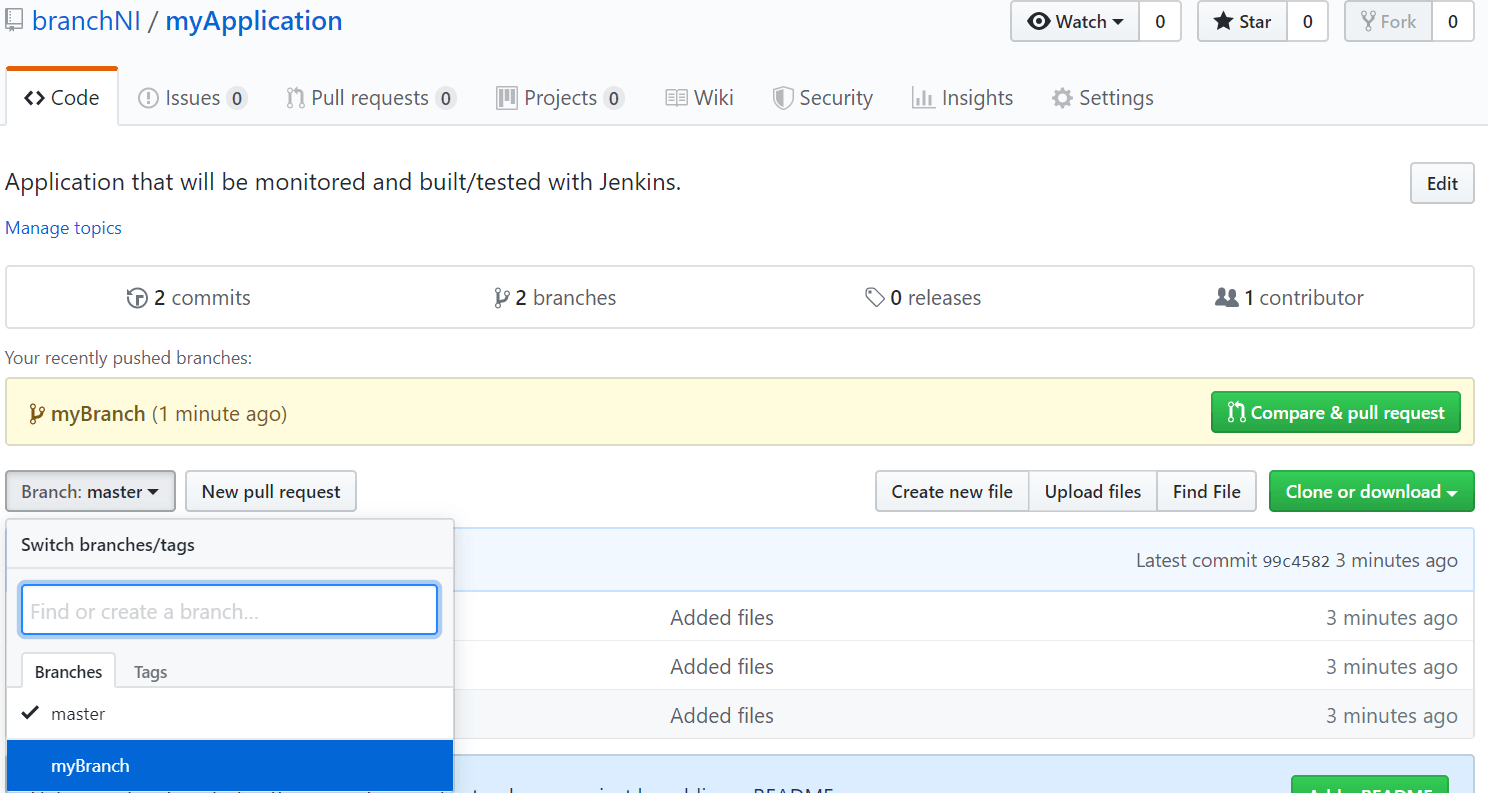 branchNI / myApplication Watch 0 Star 0 Fork 0
Code Issues 0 Pull requests 0 Projects 0 Wiki Security Insights Settings
Application that will be monitored and built/tested with Jenkins. Edit
Manage topics
2 commits 2 branches 0 releases 1 contributor
Your recently pushed branches:
myBranch (1 minute ago) Compare & pull request
Branch: master New pull request Create new file Upload files Find File Clone or download
Switch branches/tags
Latest commit 99c4582 3 minutes ago
Find or create a branch...
Added files 3 minutes ago
Added files 3 minutes ago
Branches Tags
master
Added files 3 minutes ago
myBranch
README